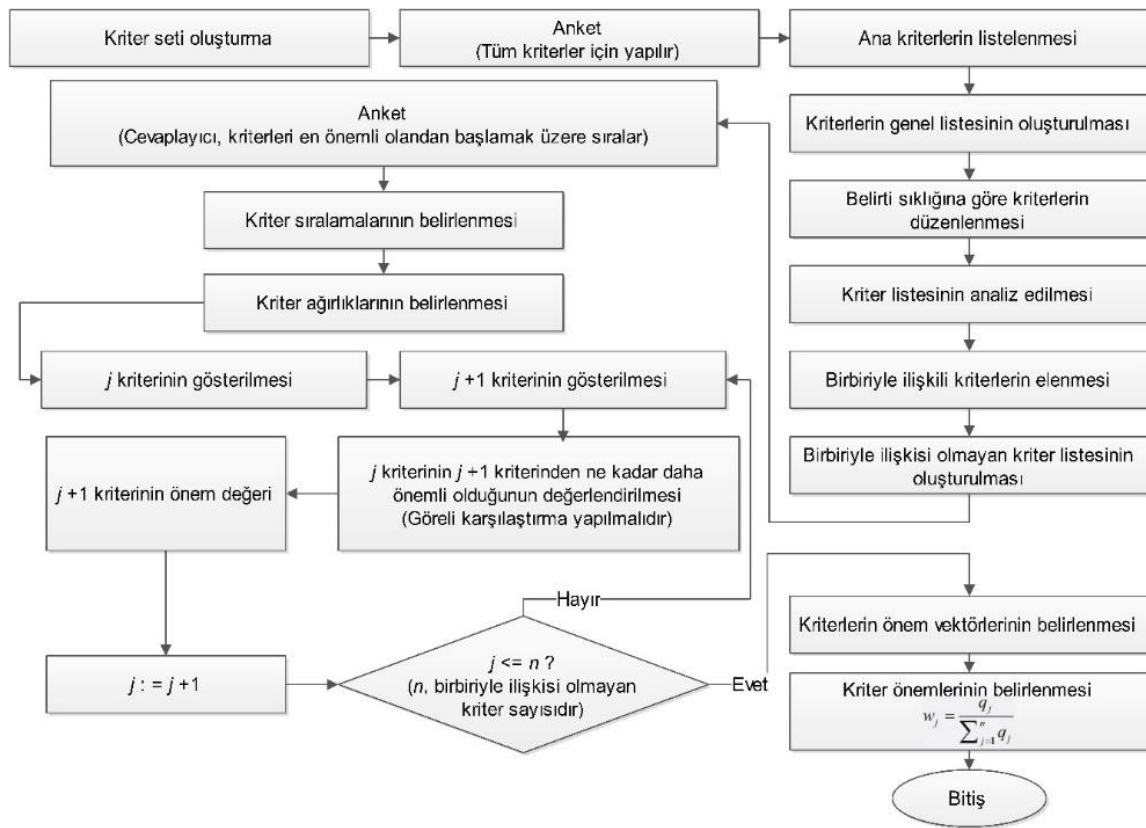 Kriter seti oluşturma
Anket
(Tüm kriterler için yapılır)
Ana kriterlerin listelenmesi
Kriterlerin genel listesinin oluşturulması
Belirti sıklığına göre kriterlerin
düzenlenmesi
Kriter listesinin analiz edilmesi
Birbiriyle ilişkili kriterlerin elenmesi
Birbiriyle ilişkisi olmayan kriter listesinin
oluşturulması
Anket
(Cevaplayıcı, kriterleri en önemli olandan başlamak üzere sıralar)
Kriter sıralamalarının belirlenmesi
Kriter ağırlıklarının belirlenmesi
j kriterinin gösterilmesi
j +1 kriterinin gösterilmesi
j kriterinin j +1 kriterinden ne kadar daha
önemli olduğunun değerlendirilmesi
(Göreli karşılaştırma yapılmalıdır)
j +1 kriterinin önem değeri
j : = j +1
j <= n ?
(n, birbiriyle ilişkisi olmayan
kriter sayısıdır)
Hayır
Evet
Kriterlerin önem vektörlerinin belirlenmesi
Kriter önemlerinin belirlenmesi
w_j = q_j / ∑_{j=1}^{n} q_j
Bitiş